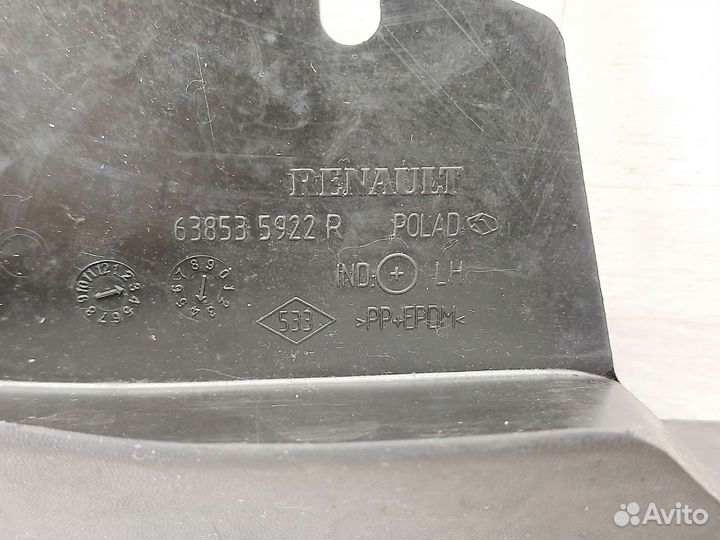 RENAULT
63853 5922 R POLAD
IND: + LH
533 >PP+EPDM<
Avito